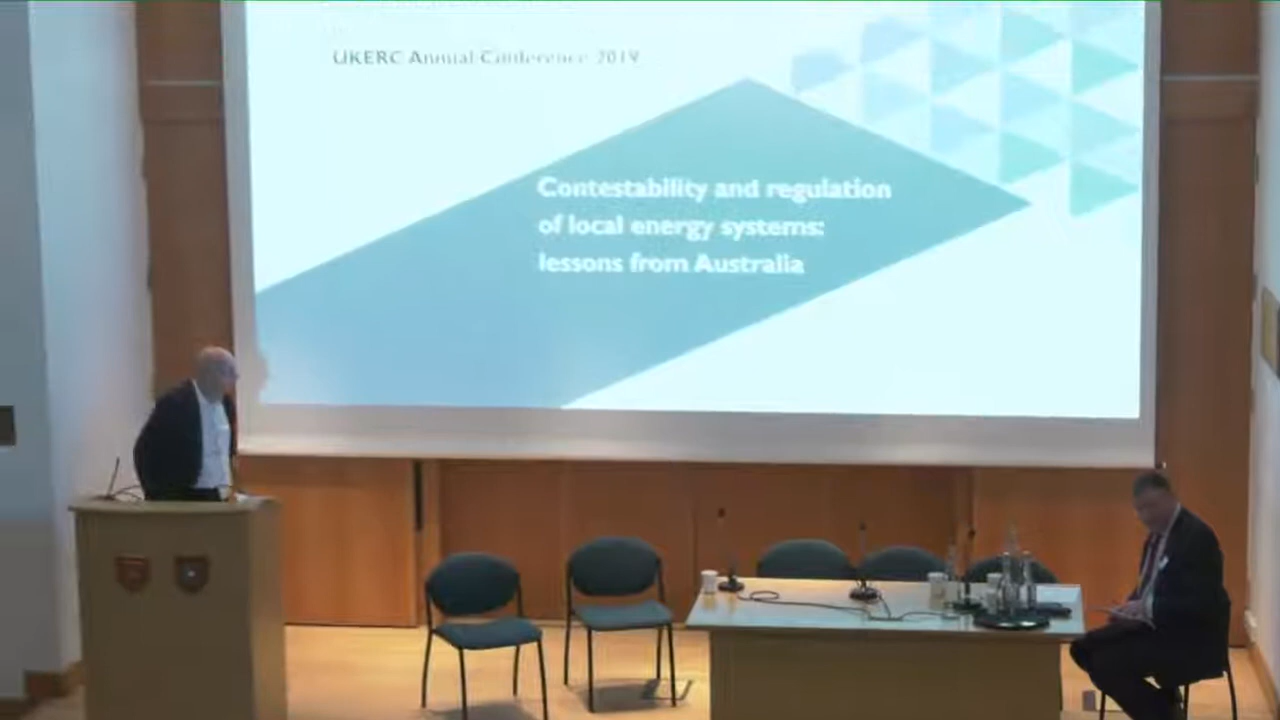 UKERC Annual Conference 2019
Contestability and regulation
of local energy systems:
lessons from Australia